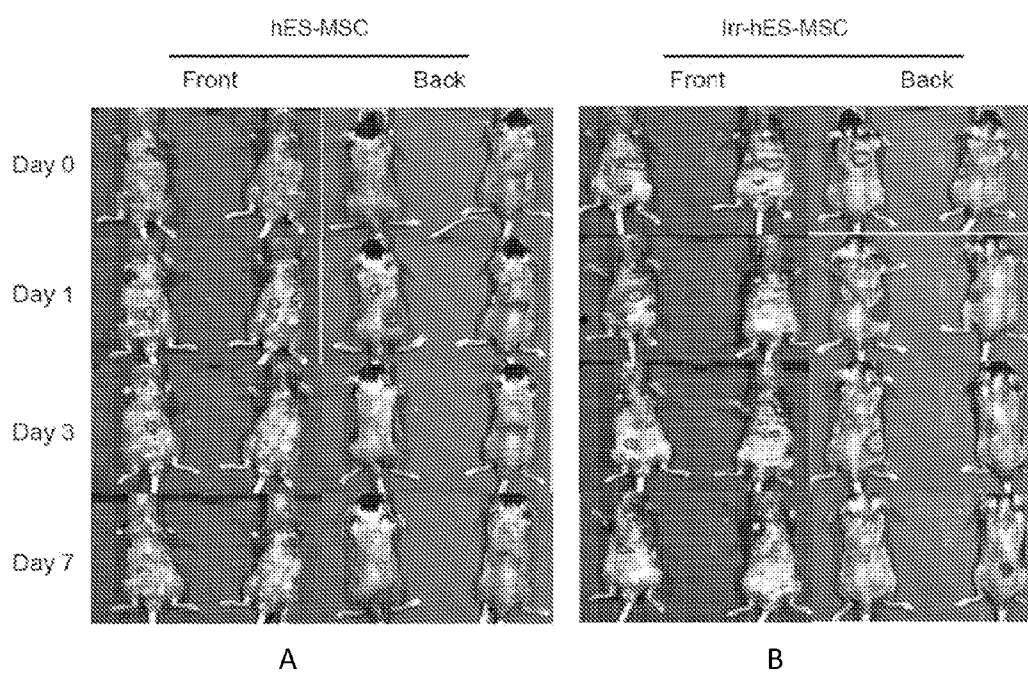 hES-MSC
Irr-hES-MSC
Front Back Front Back
Day 0
Day 1
Day 3
Day 7
A B